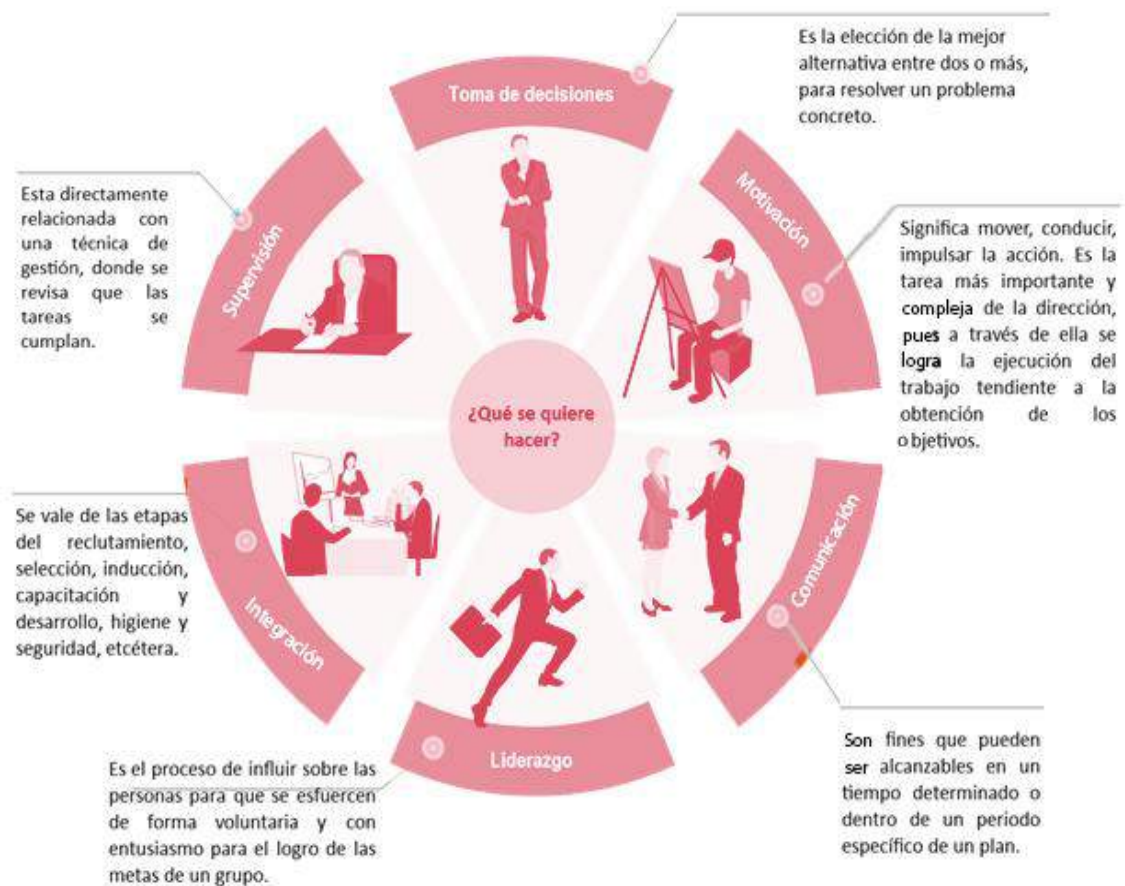 Toma de decisiones
Es la elección de la mejor
alternativa entre dos o más,
para resolver un problema
concreto.
Motivación
Significa mover, conducir,
impulsar la acción. Es la
tarea más importante y
compleja de la dirección,
pues a través de ella se
logra la ejecución del
trabajo tendiente a la
obtención de los
objetivos.
Comunicación
Son fines que pueden
ser alcanzables en un
tiempo determinado o
dentro de un periodo
específico de un plan.
Liderazgo
Es el proceso de influir sobre las
personas para que se esfuercen
de forma voluntaria y con
entusiasmo para el logro de las
metas de un grupo.
Integración
Se vale de las etapas
del reclutamiento,
selección, inducción,
capacitación y
desarrollo, higiene y
seguridad, etcétera.
Supervisión
Esta directamente
relacionada con
una técnica de
gestión, donde se
revisa que las
tareas se
cumplan.
¿Qué se quiere
hacer?